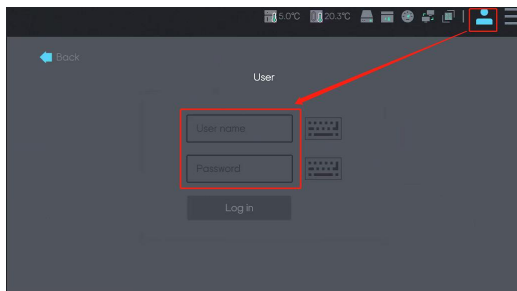 5.0°C 20.3°C
Back
User
User name
Password
Log in